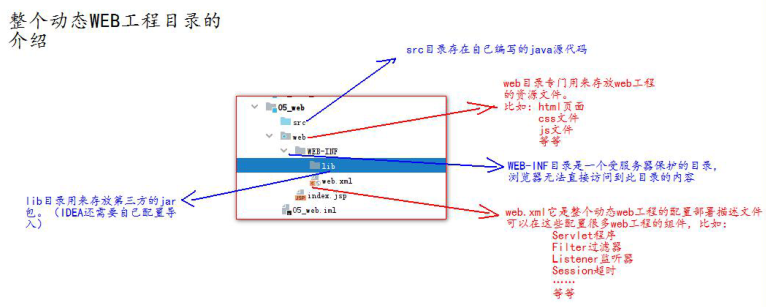 整个动态WEB工程目录的
介绍
src目录存在自己编写的java源代码
web目录专门用来存放web工程
的资源文件。
比如：html页面
css文件
js文件
等等
05_web
src
web
WEB-INF
lib
web.xml
index.jsp
05_web.iml
WEB-INF目录是一个受服务器保护的目录，
浏览器无法直接访问到此目录的内容
lib目录用来存放第三方的jar
包。（IDEA还需要自己配置导
入）
web.xml它是整个动态web工程的配置部署描述文件
可以在这些配置很多web工程的组件，比如：
Servlet程序
Filter过滤器
Listener监听器
Session超时
……
等等